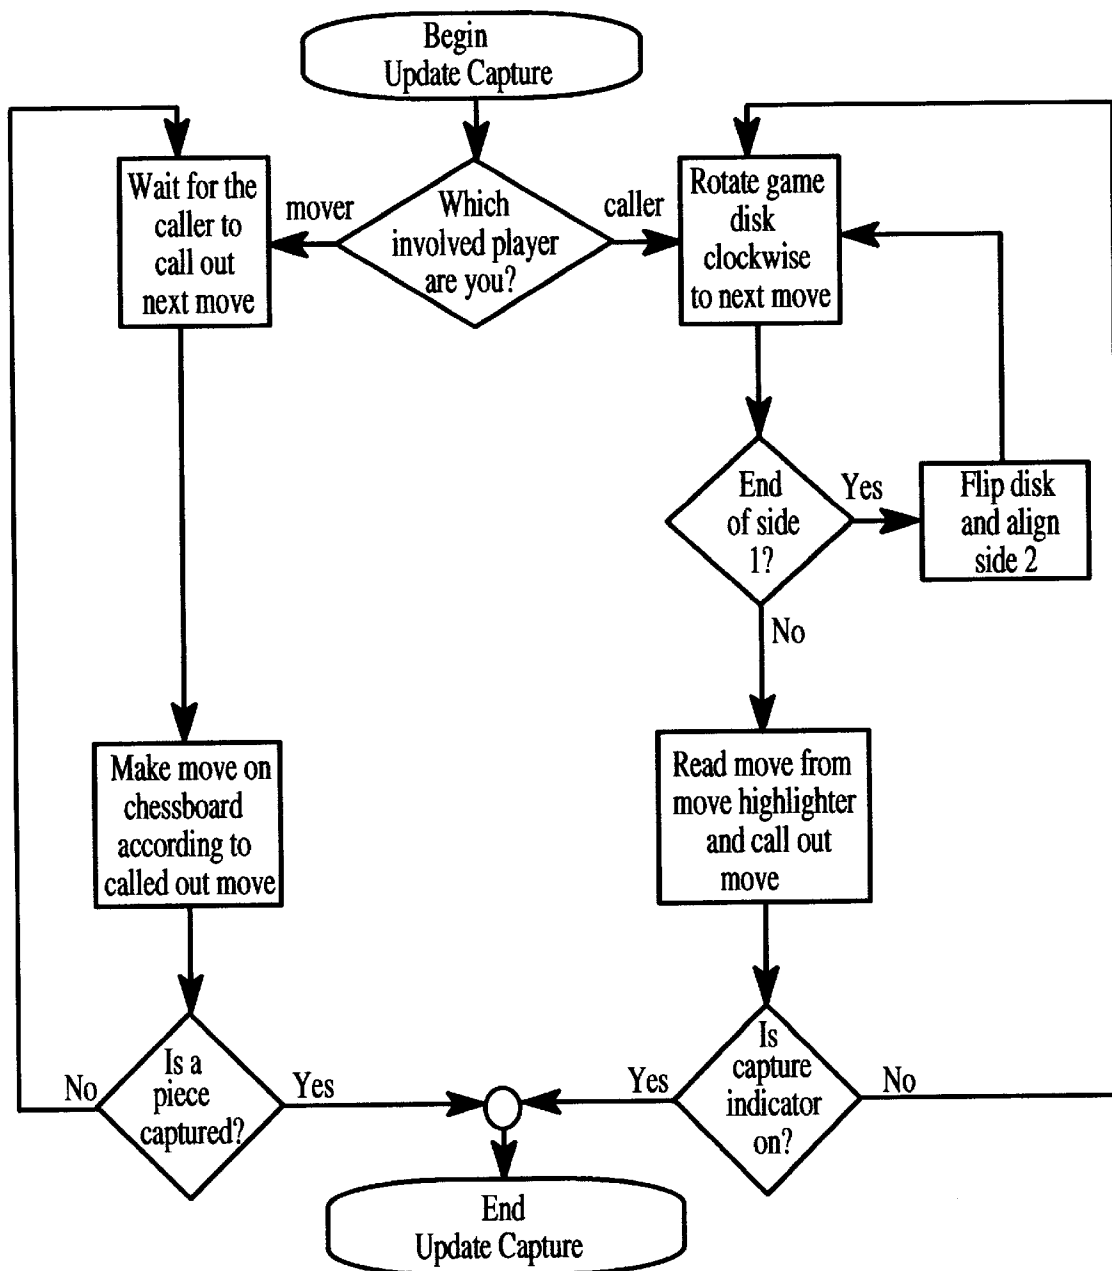 Begin
Update Capture
Wait for the
caller to
call out
next move
mover
Which
involved player
are you?
caller
Rotate game
disk
clockwise
to next move
End
of side
1?
Yes
Flip disk
and align
side 2
No
Make move on
chessboard
according to
called out move
Read move from
move highlighter
and call out
move
Is a
piece
captured?
No
Yes
Is
capture
indicator
on?
Yes
No
End
Update Capture